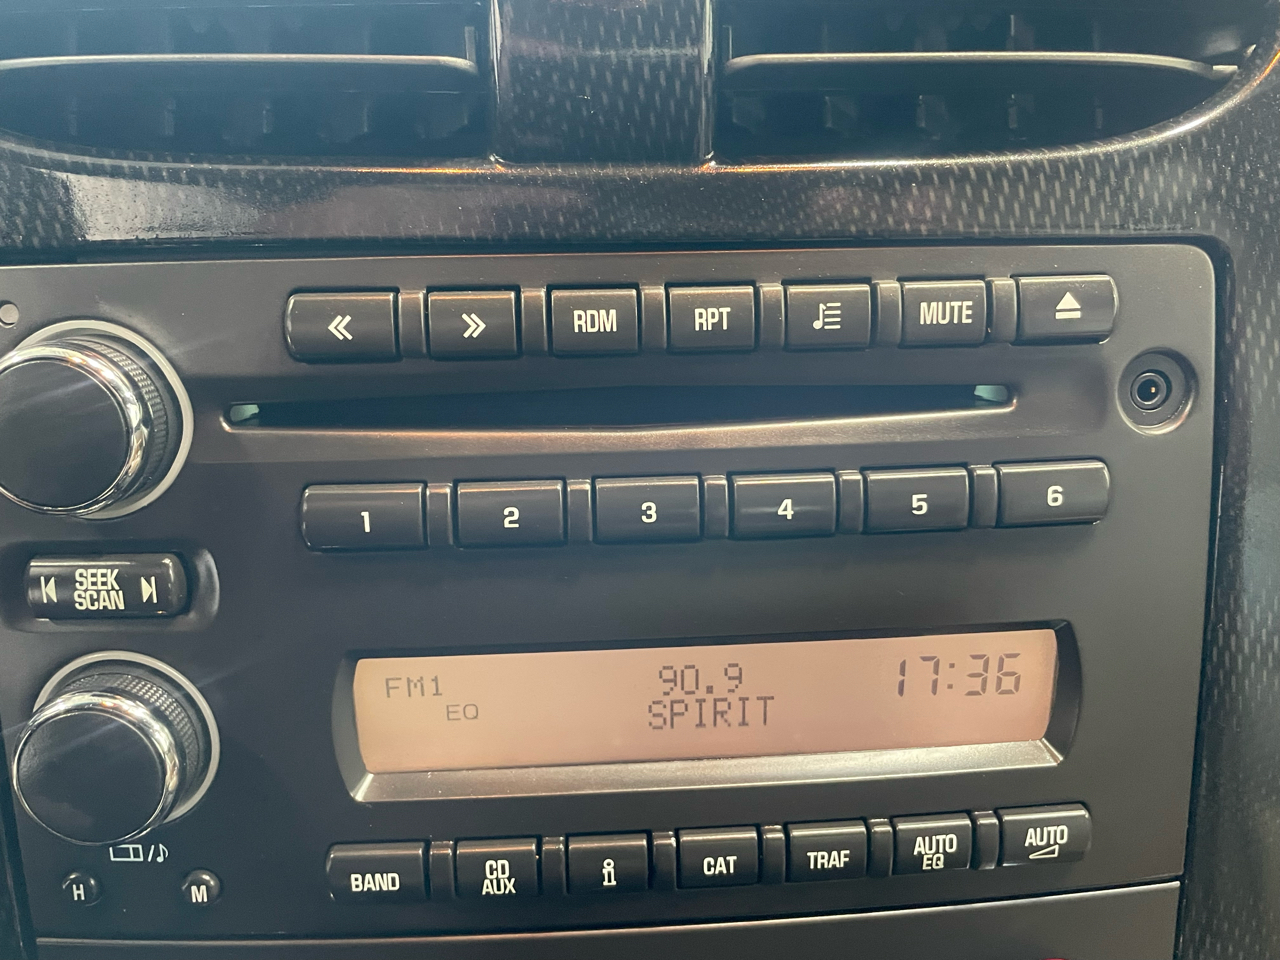 RDM RPT MUTE
1 2 3 4 5 6
SEEK
SCAN
FM1 90.9 17:36
EQ SPIRIT
BAND CD AUX i CAT TRAF AUTO EQ AUTO
H M